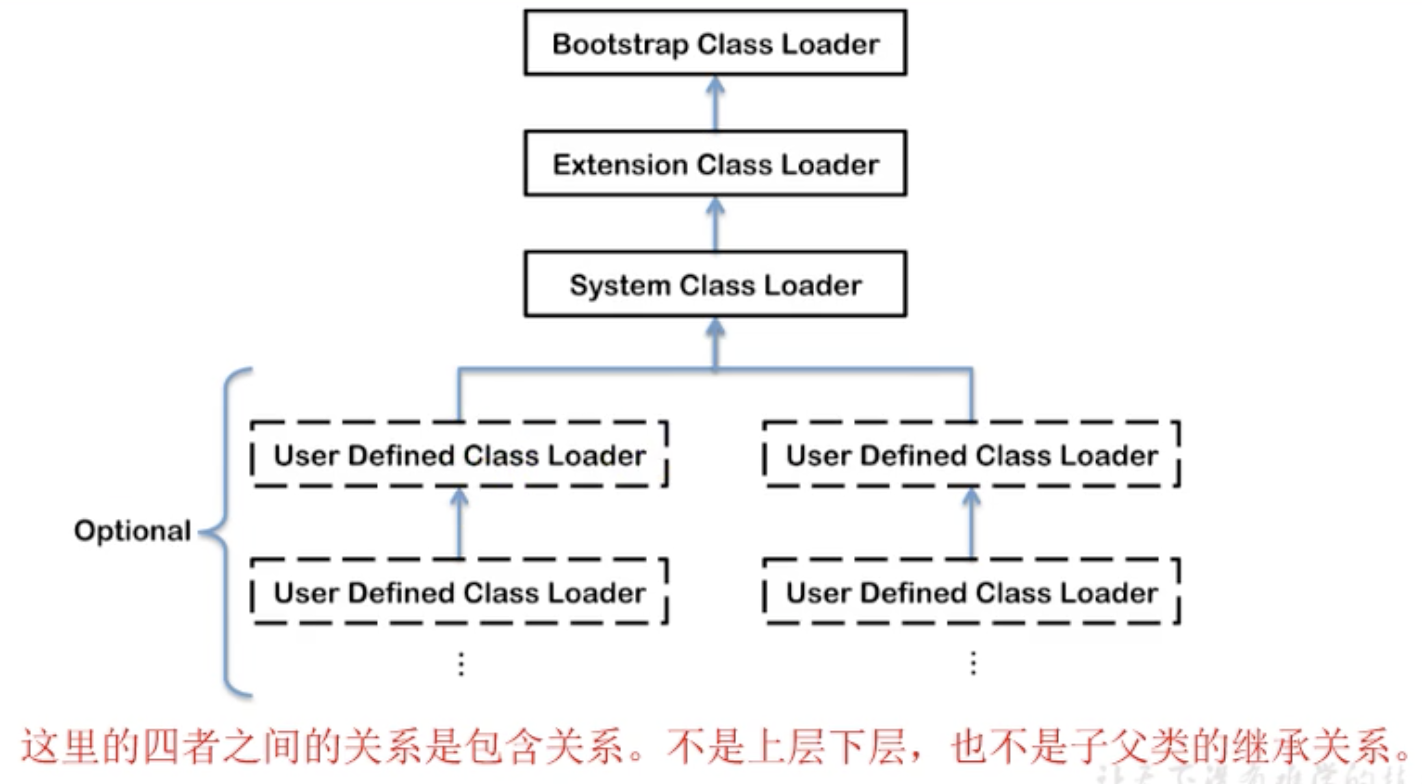 Bootstrap Class Loader
Extension Class Loader
System Class Loader
User Defined Class Loader
User Defined Class Loader
Optional
User Defined Class Loader
User Defined Class Loader
这里的四者之间的关系是包含关系。不是上层下层，也不是子父类的继承关系。